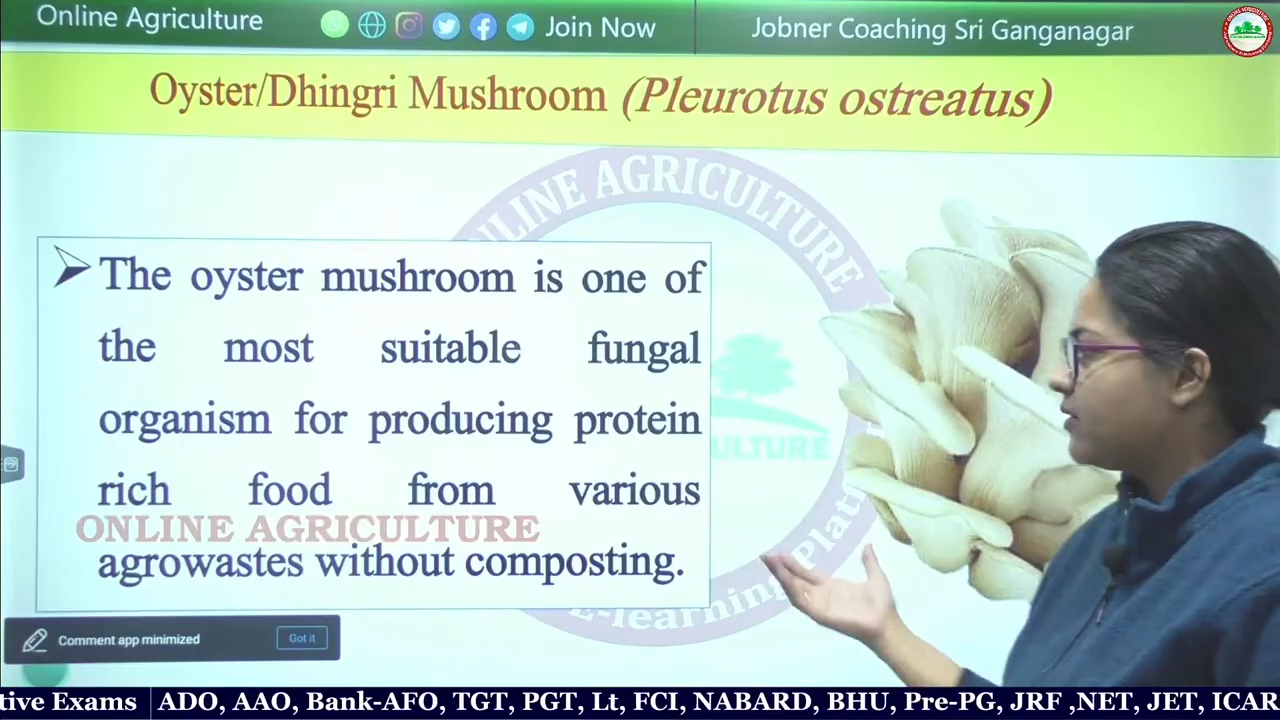 Online Agriculture
Join Now
Jobner Coaching Sri Ganganagar
Oyster/Dhingri Mushroom (Pleurotus ostreatus)
ONLINE AGRICULTURE
The oyster mushroom is one of
the most suitable fungal
organism for producing protein
rich food from various
ONLINE AGRICULTURE
agrowastes without composting.
E-learning
Comment app minimized
Got it
tive Exams
ADO, AAO, Bank-AFO, TGT, PGT, Lt, FCI, NABARD, BHU, Pre-PG, JRF ,NET, JET, ICAR